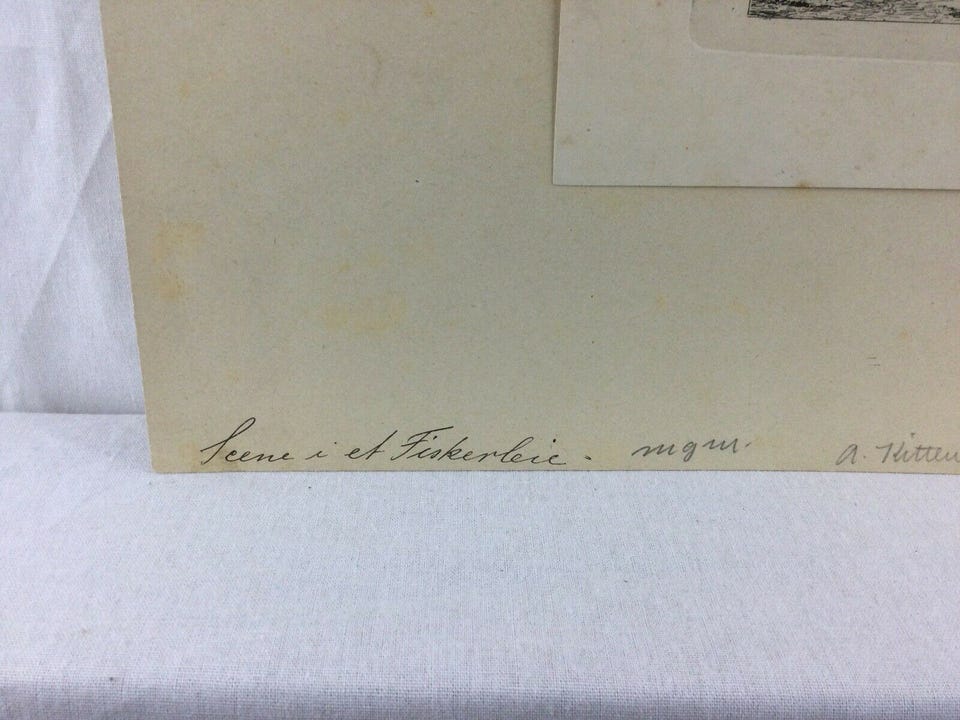 Scene i et Fiskerleie. mgm. A. Kitten